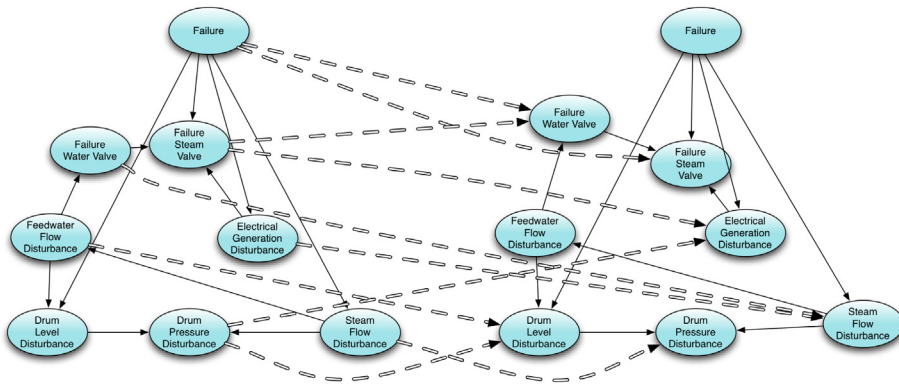 Failure
Failure
Failure
Water Valve
Failure
Steam
Valve
Failure
Water Valve
Failure
Steam
Valve
Feedwater
Flow
Disturbance
Electrical
Generation
Disturbance
Feedwater
Flow
Disturbance
Electrical
Generation
Disturbance
Drum
Level
Disturbance
Drum
Pressure
Disturbance
Steam
Flow
Disturbance
Drum
Level
Disturbance
Drum
Pressure
Disturbance
Steam
Flow
Disturbance